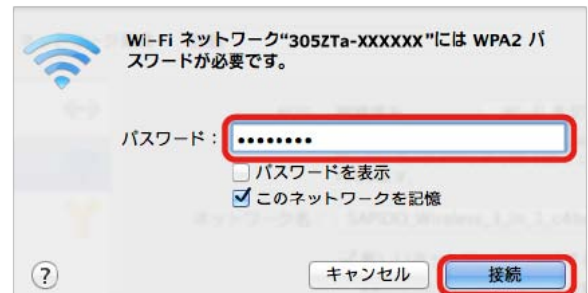 Wi-Fi ネットワーク“305ZTa-XXXXXX”には WPA2 パ
スワードが必要です。
パスワード： ••••••••
パスワードを表示
このネットワークを記憶
? キャンセル 接続